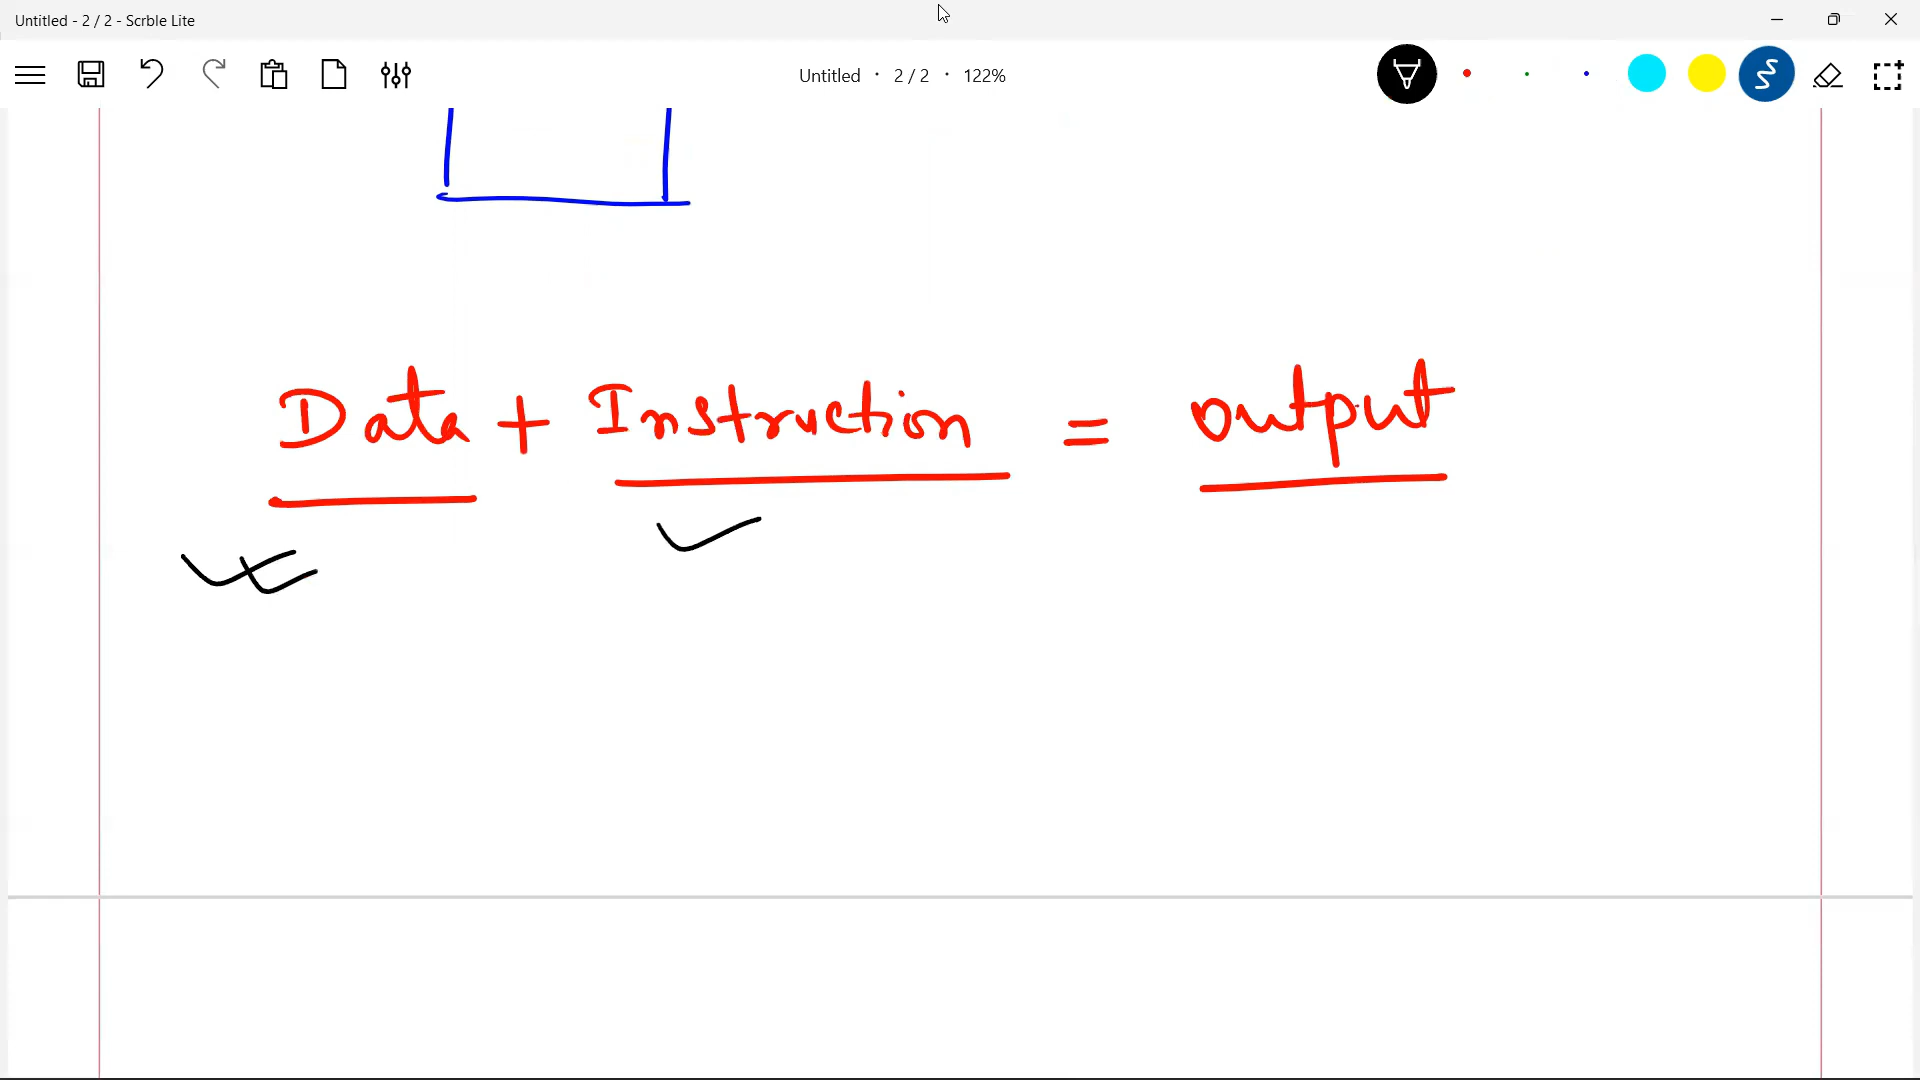 Untitled - 2 / 2 - Scrble Lite
Untitled • 2 / 2 • 122%
Data + Instruction = output